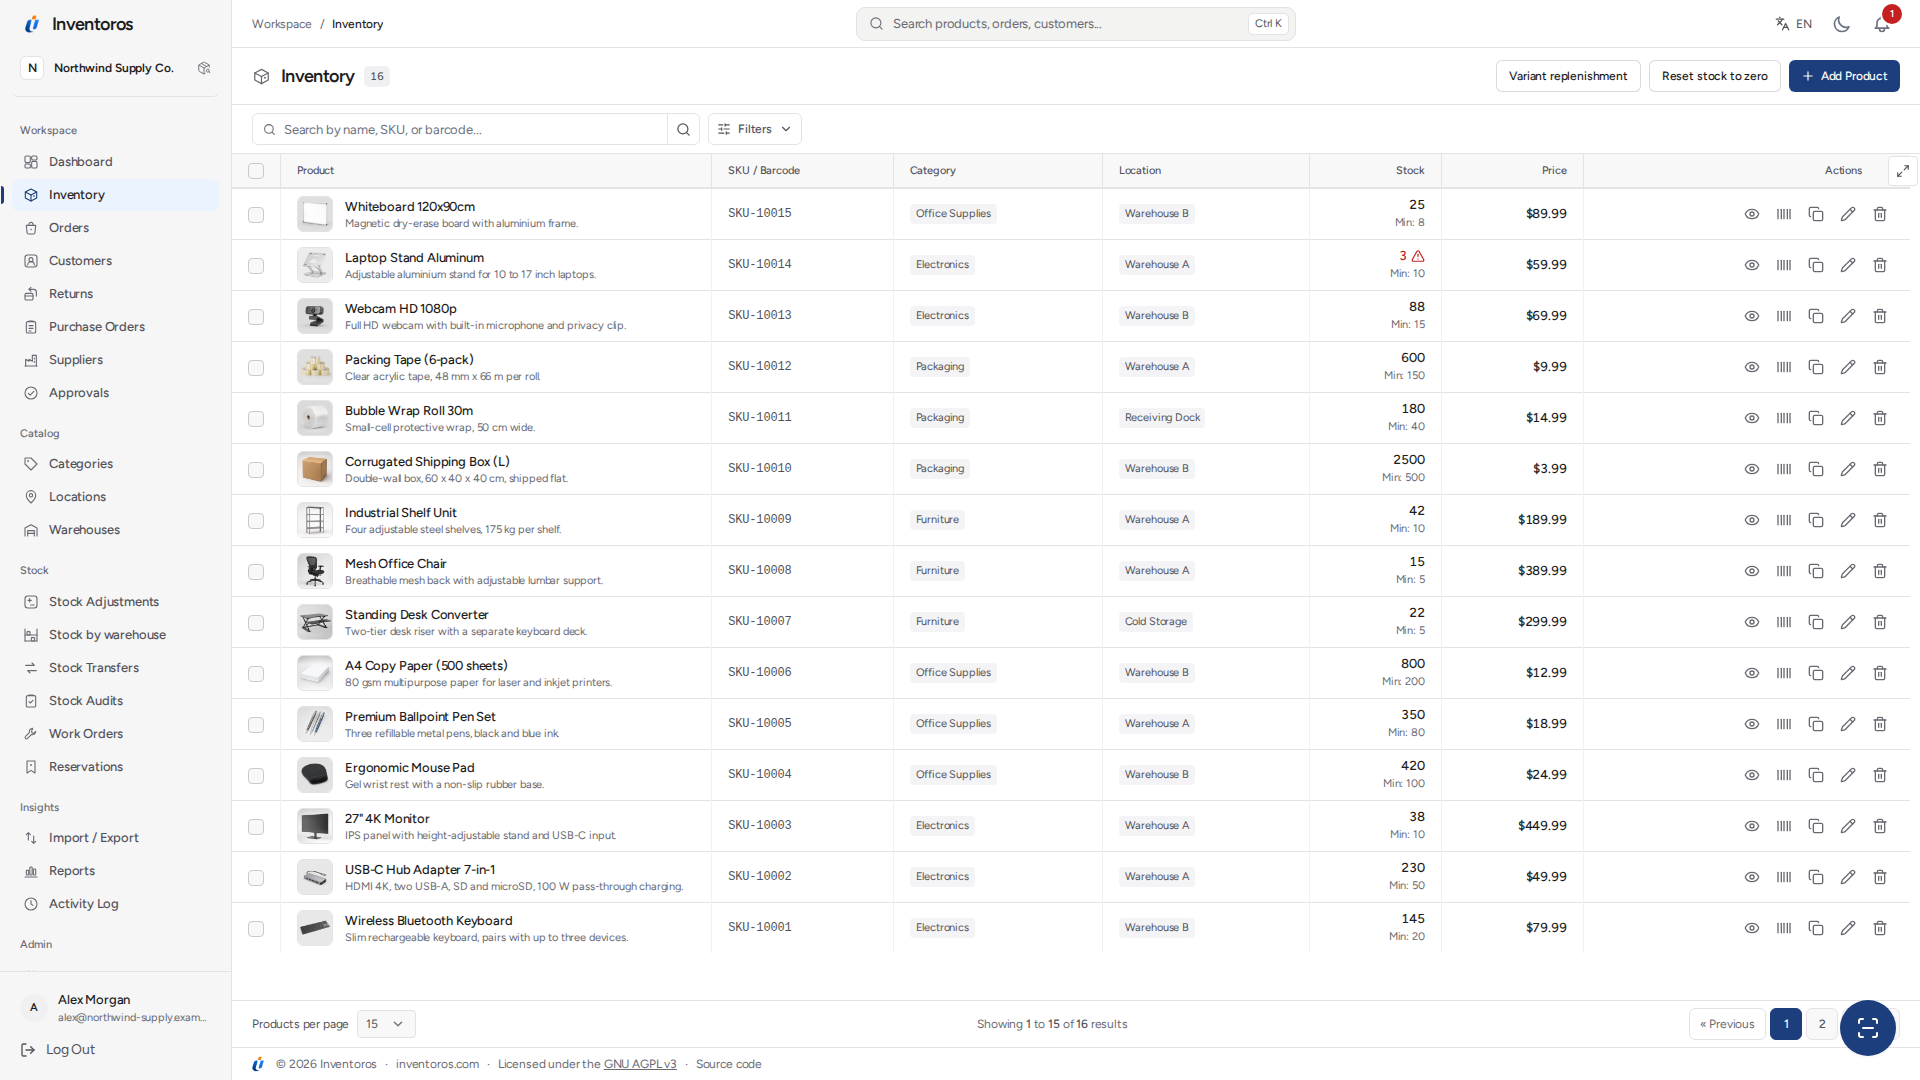 Inventoros
N Northwind Supply Co.
Workspace
Dashboard
Inventory
Orders
Customers
Returns
Purchase Orders
Suppliers
Approvals
Catalog
Categories
Locations
Warehouses
Stock
Stock Adjustments
Stock by warehouse
Stock Transfers
Stock Audits
Work Orders
Reservations
Insights
Import / Export
Reports
Activity Log
Admin
A Alex Morgan
alex@northwind-supply.exam...
Log Out
Workspace / Inventory
Search products, orders, customers... Ctrl K
EN 1
Inventory 16
Variant replenishment Reset stock to zero + Add Product
Search by name, SKU, or barcode... Filters
Product SKU / Barcode Category Location Stock Price Actions
Whiteboard 120x90cm SKU-10015 Office Supplies Warehouse B 25 $89.99
Magnetic dry-erase board with aluminium frame. Min: 8
Laptop Stand Aluminum SKU-10014 Electronics Warehouse A 3 $59.99
Adjustable aluminium stand for 10 to 17 inch laptops. Min: 10
Webcam HD 1080p SKU-10013 Electronics Warehouse B 88 $69.99
Full HD webcam with built-in microphone and privacy clip. Min: 15
Packing Tape (6-pack) SKU-10012 Packaging Warehouse A 600 $9.99
Clear acrylic tape, 48 mm x 66 m per roll. Min: 150
Bubble Wrap Roll 30m SKU-10011 Packaging Receiving Dock 180 $14.99
Small-cell protective wrap, 50 cm wide. Min: 40
Corrugated Shipping Box (L) SKU-10010 Packaging Warehouse B 2500 $3.99
Double-wall box, 60 x 40 x 40 cm, shipped flat. Min: 500
Industrial Shelf Unit SKU-10009 Furniture Warehouse A 42 $189.99
Four adjustable steel shelves, 175 kg per shelf. Min: 10
Mesh Office Chair SKU-10008 Furniture Warehouse A 15 $389.99
Breathable mesh back with adjustable lumbar support. Min: 5
Standing Desk Converter SKU-10007 Furniture Cold Storage 22 $299.99
Two-tier desk riser with a separate keyboard deck. Min: 5
A4 Copy Paper (500 sheets) SKU-10006 Office Supplies Warehouse B 800 $12.99
80 gsm multipurpose paper for laser and inkjet printers. Min: 200
Premium Ballpoint Pen Set SKU-10005 Office Supplies Warehouse A 350 $18.99
Three refillable metal pens, black and blue ink. Min: 80
Ergonomic Mouse Pad SKU-10004 Office Supplies Warehouse B 420 $24.99
Gel wrist rest with a non-slip rubber base. Min: 100
27" 4K Monitor SKU-10003 Electronics Warehouse A 38 $449.99
IPS panel with height-adjustable stand and USB-C input. Min: 10
USB-C Hub Adapter 7-in-1 SKU-10002 Electronics Warehouse A 230 $49.99
HDMI 4K, two USB-A, SD and microSD, 100 W pass-through charging. Min: 50
Wireless Bluetooth Keyboard SKU-10001 Electronics Warehouse B 145 $79.99
Slim rechargeable keyboard, pairs with up to three devices. Min: 20
Products per page 15 Showing 1 to 15 of 16 results « Previous 1 2
© 2026 Inventoros · inventoros.com · Licensed under the GNU AGPL v3 · Source code